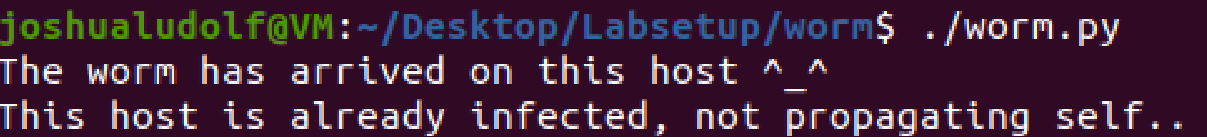 joshualudolf@VM:~/Desktop/Labsetup/worm$ ./worm.py
The worm has arrived on this host ^_^
This host is already infected, not propagating self..